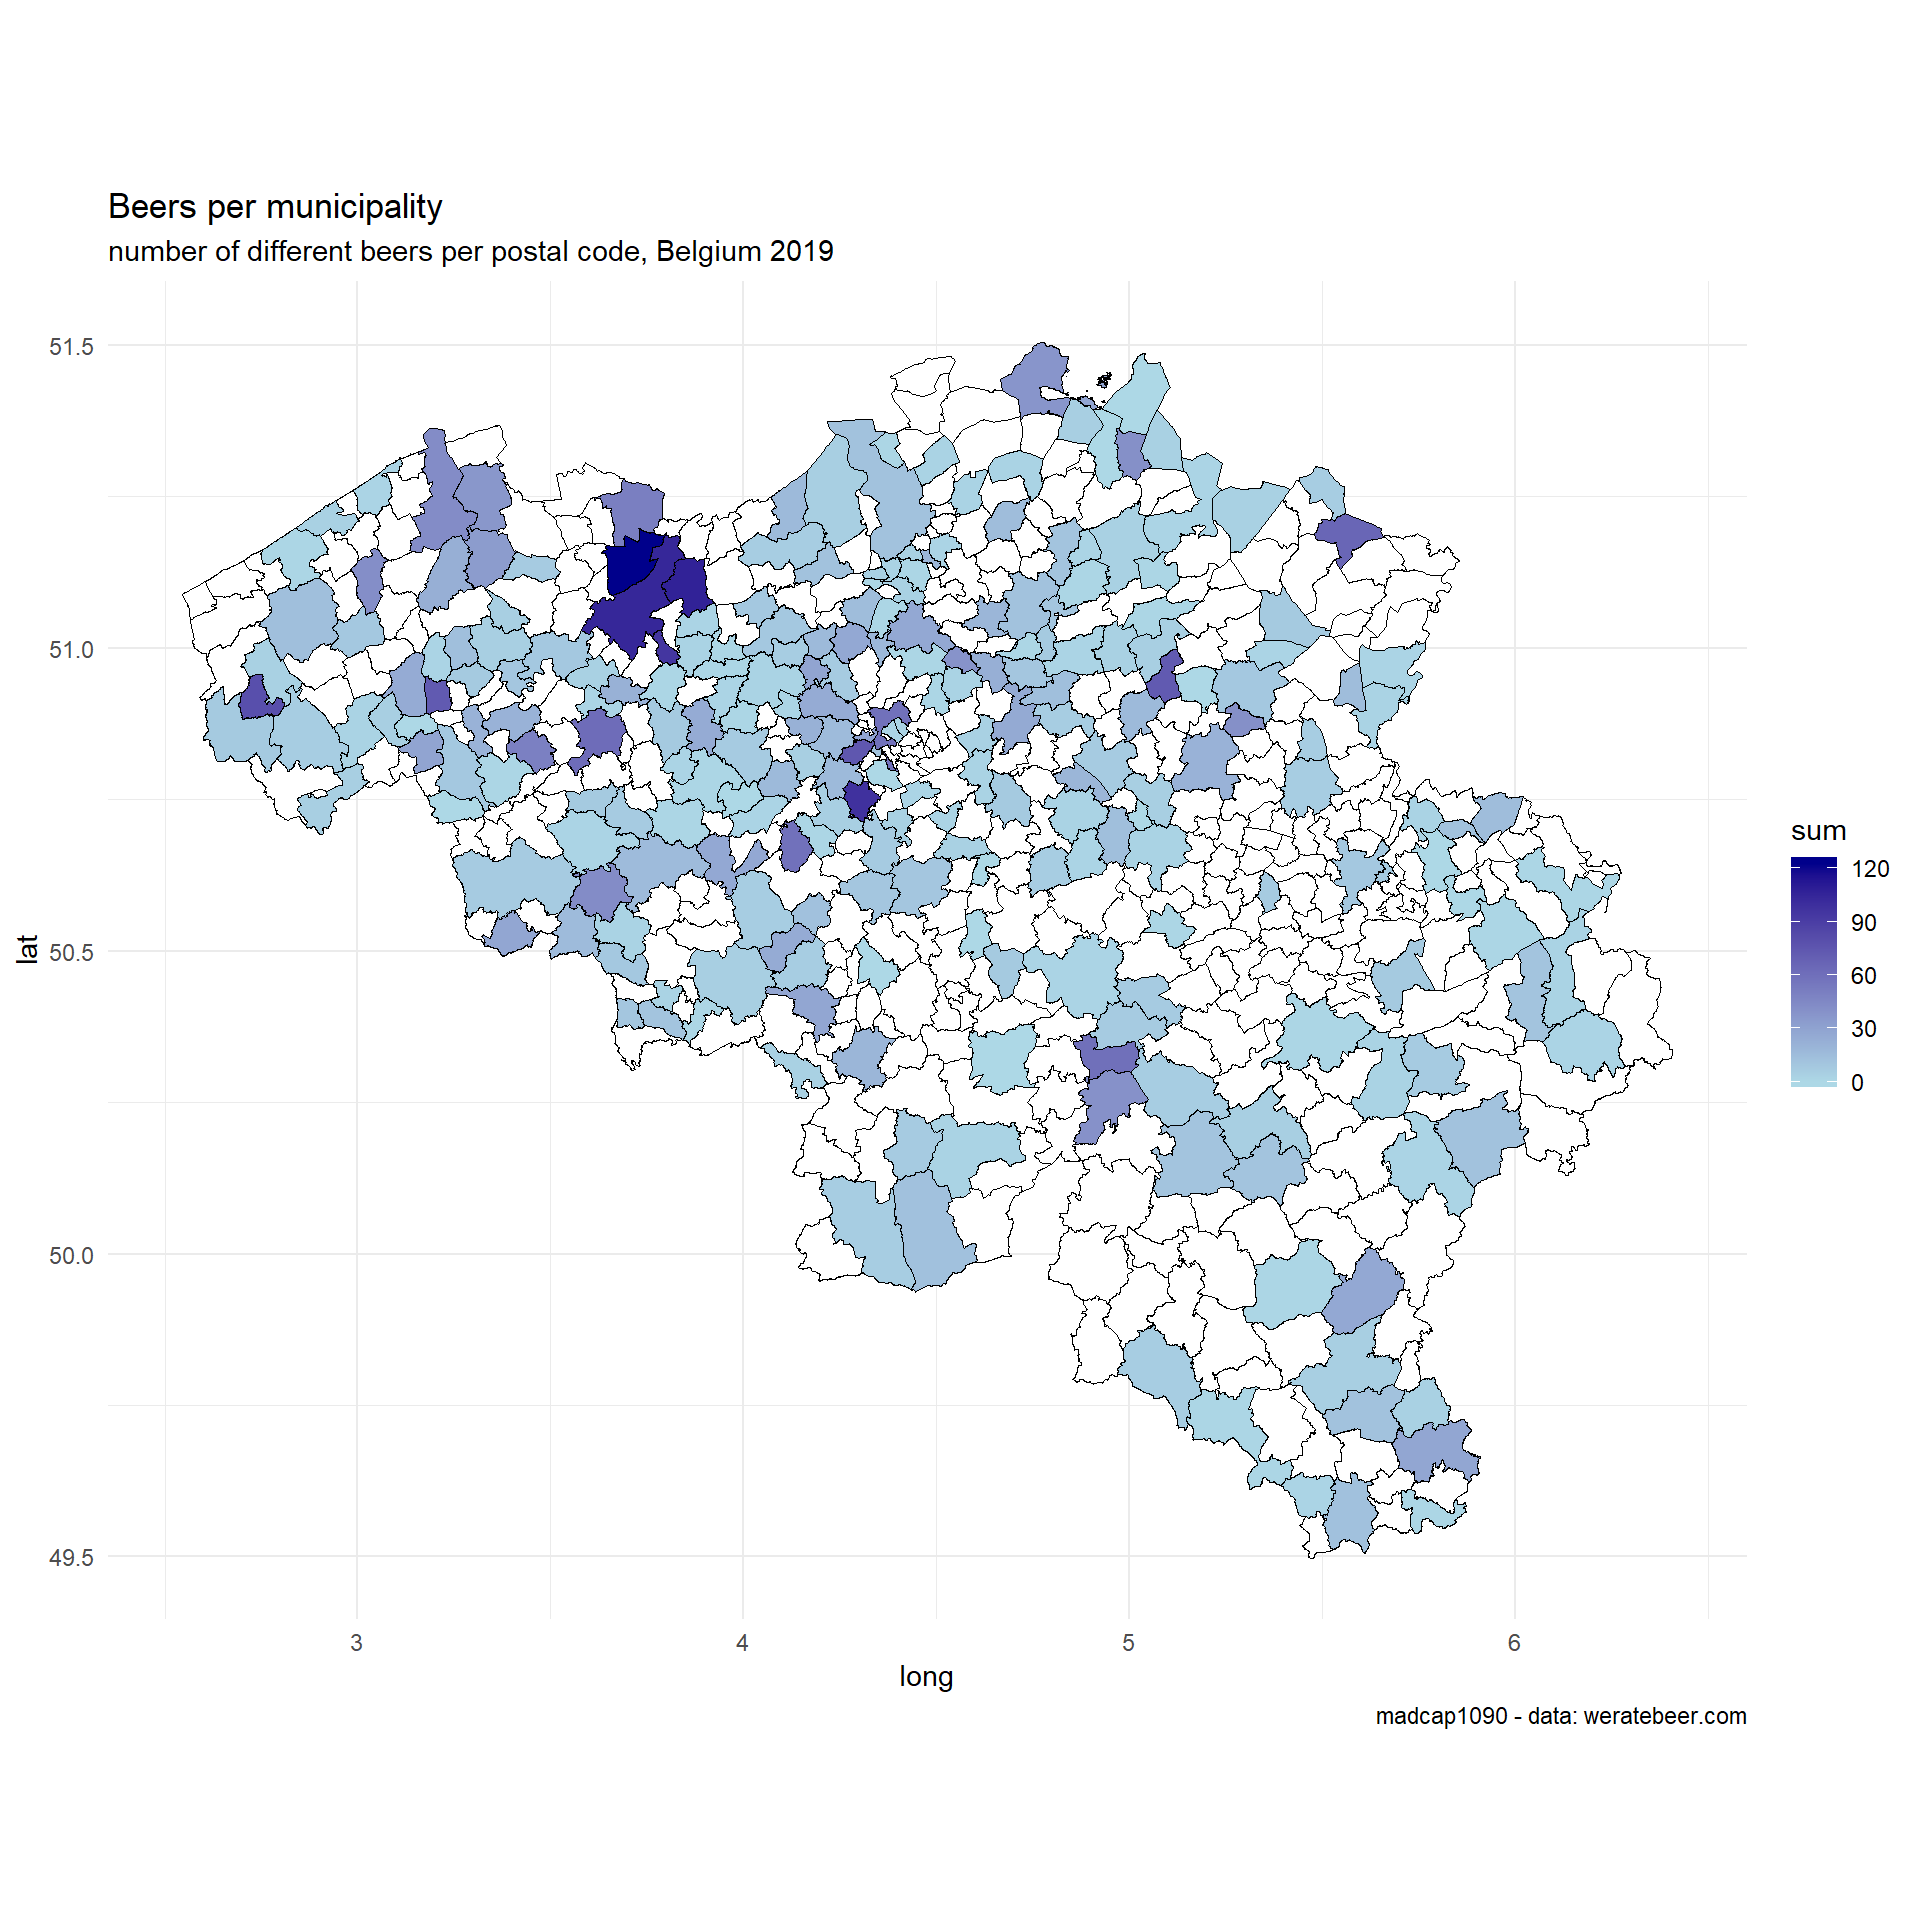 Beers per municipality
number of different beers per postal code, Belgium 2019
51.5
51.0
50.5
50.0
49.5
lat
3
4
5
6
long
sum
120
90
60
30
0
madcap1090 - data: weratebeer.com